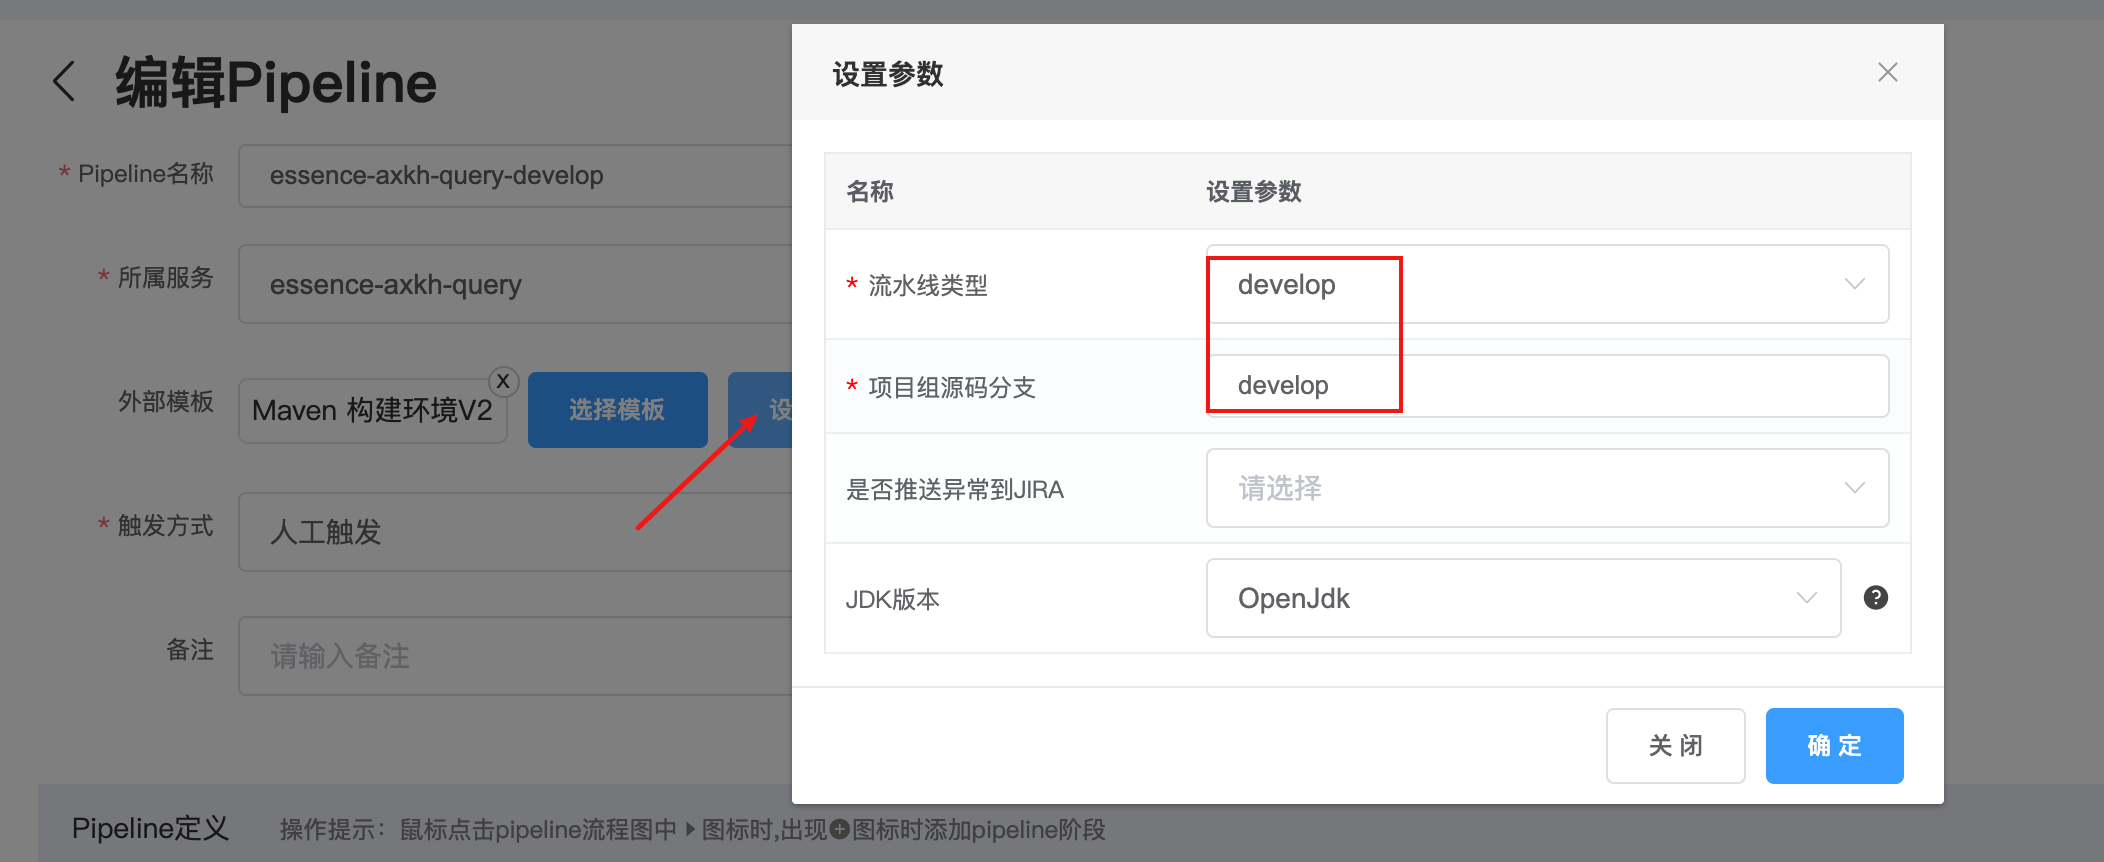 编辑Pipeline
* Pipeline名称
essence-axkh-query-develop
* 所属服务
essence-axkh-query
外部模板
Maven 构建环境V2
X
选择模板
设
* 触发方式
人工触发
备注
请输入备注
Pipeline定义
操作提示：鼠标点击pipeline流程图中图标时,出现图标时添加pipeline阶段
设置参数
名称 设置参数
* 流水线类型 develop
* 项目组源码分支 develop
是否推送异常到JIRA 请选择
JDK版本 OpenJdk ?
关 闭 确 定